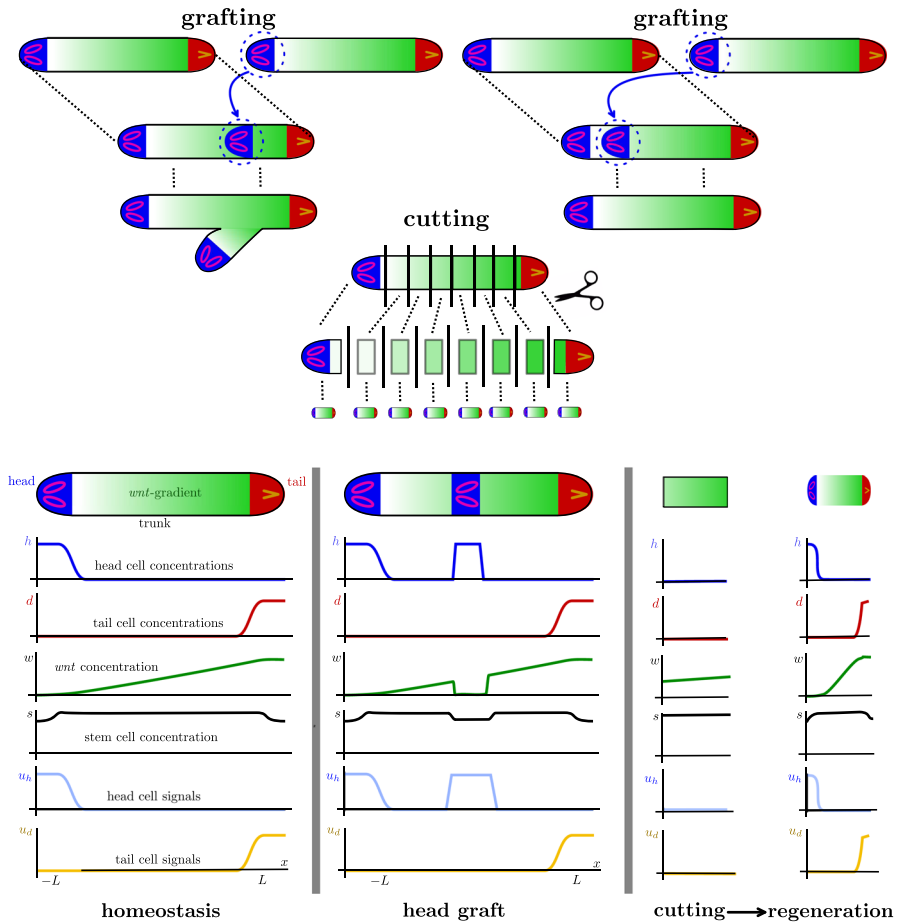 grafting
grafting
cutting
head
tail
wnt-gradient
trunk
h
head cell concentrations
d
tail cell concentrations
w
wnt concentration
s
stem cell concentration
u_h
head cell signals
u_d
tail cell signals
x
−L
L
homeostasis
h
d
w
s
u_h
u_d
x
−L
L
head graft
h
d
w
s
u_h
u_d
cutting
h
d
w
s
u_h
u_d
regeneration